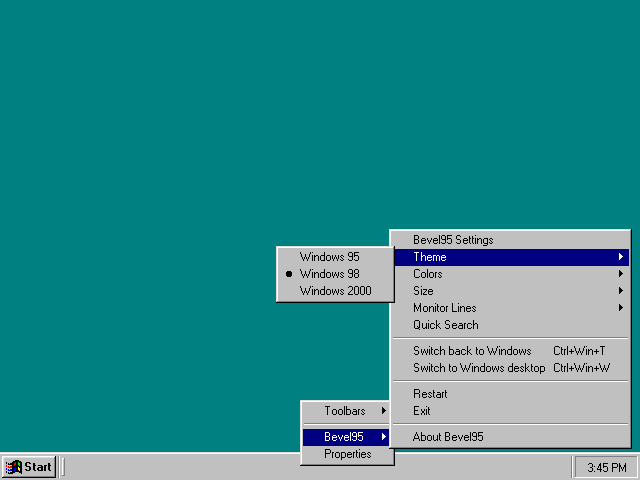 Bevel95 Settings
Theme
Colors
Size
Monitor Lines
Quick Search
Switch back to Windows Ctrl+Win+T
Switch to Windows desktop Ctrl+Win+W
Restart
Exit
About Bevel95
Windows 95
Windows 98
Windows 2000
Toolbars
Bevel95
Properties
Start
3:45 PM